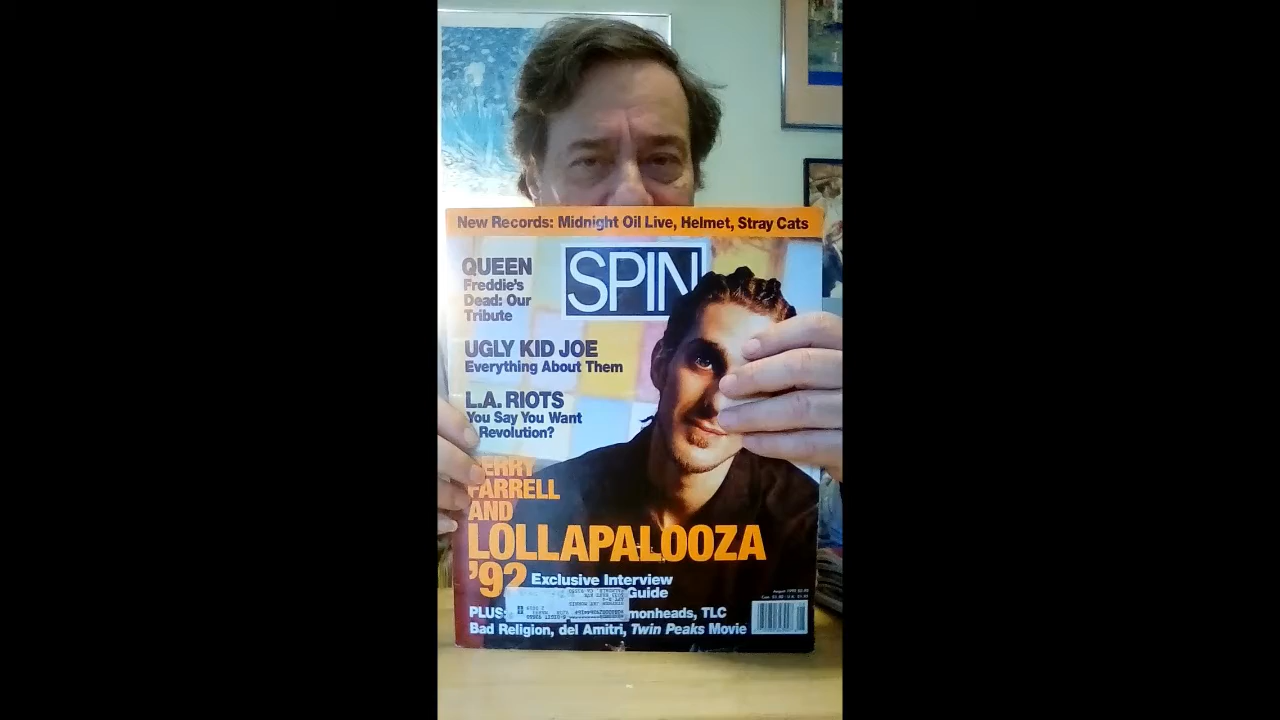 New Records: Midnight Oil Live, Helmet, Stray Cats
SPIN
QUEEN
Freddie's
Dead: Our
Tribute
UGLY KID JOE
Everything About Them
L.A. RIOTS
You Say You Want
Revolution?
FARRELL
AND
LOLLAPALOOZA
'92
Exclusive Interview
Guide
PLUS:
TLC
Bad Religion, del Amitri, Twin Peaks Movie